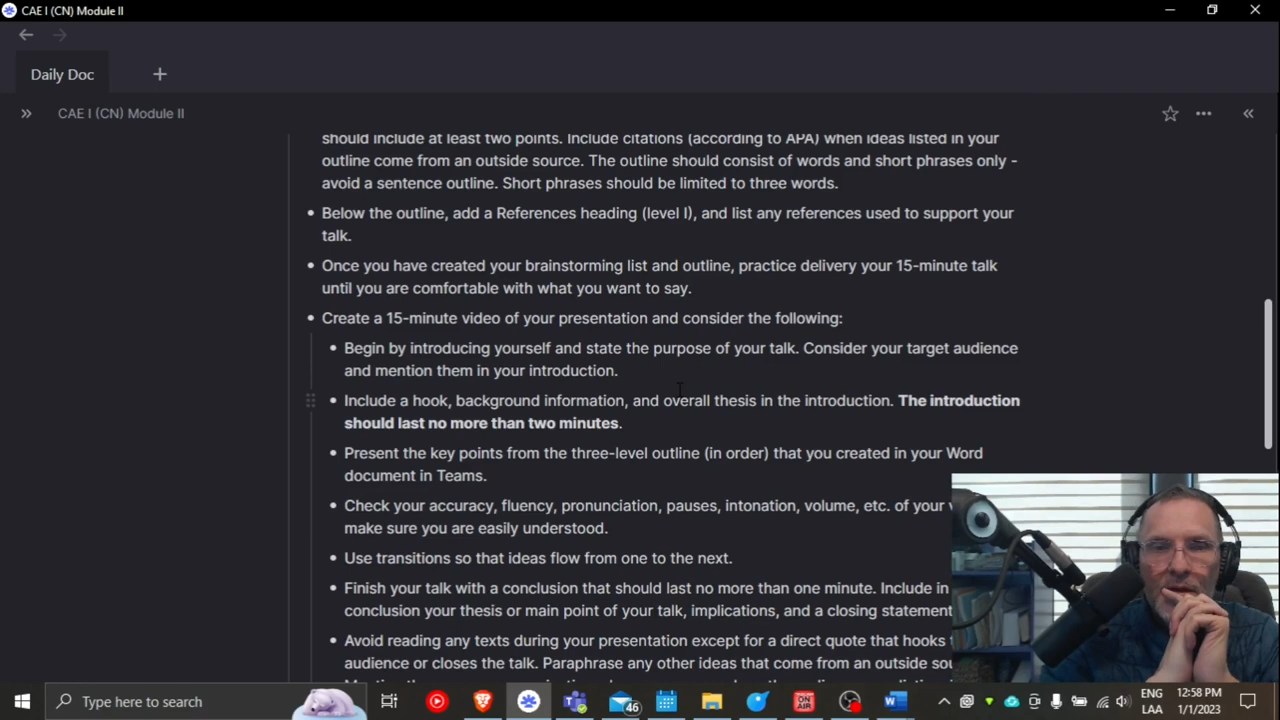 CAE I (CN) Module II
Daily Doc
CAE I (CN) Module II
should include at least two points. Include citations (according to APA) when ideas listed in your
outline come from an outside source. The outline should consist of words and short phrases only -
avoid a sentence outline. Short phrases should be limited to three words.
Below the outline, add a References heading (level I), and list any references used to support your
talk.
Once you have created your brainstorming list and outline, practice delivery your 15-minute talk
until you are comfortable with what you want to say.
Create a 15-minute video of your presentation and consider the following:
Begin by introducing yourself and state the purpose of your talk. Consider your target audience
and mention them in your introduction.
Include a hook, background information, and overall thesis in the introduction. The introduction
should last no more than two minutes.
Present the key points from the three-level outline (in order) that you created in your Word
document in Teams.
Check your accuracy, fluency, pronunciation, pauses, intonation, volume, etc. of your
make sure you are easily understood.
Use transitions so that ideas flow from one to the next.
Finish your talk with a conclusion that should last no more than one minute. Include in
conclusion your thesis or main point of your talk, implications, and a closing statement
Avoid reading any texts during your presentation except for a direct quote that hooks
audience or closes the talk. Paraphrase any other ideas that come from an outside
Type here to search
ON AIR
46
ENG
LAA
12:58 PM
1/1/2023